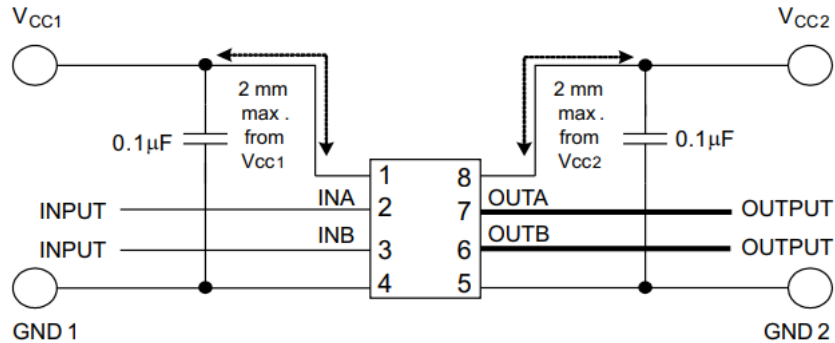 VCC1
VCC2
2 mm
max .
from
Vcc1
2 mm
max .
from
Vcc2
0.1μF
0.1μF
1
8
INPUT
INA
2
7
OUTA
OUTPUT
INPUT
INB
3
6
OUTB
OUTPUT
4
5
GND 1
GND 2